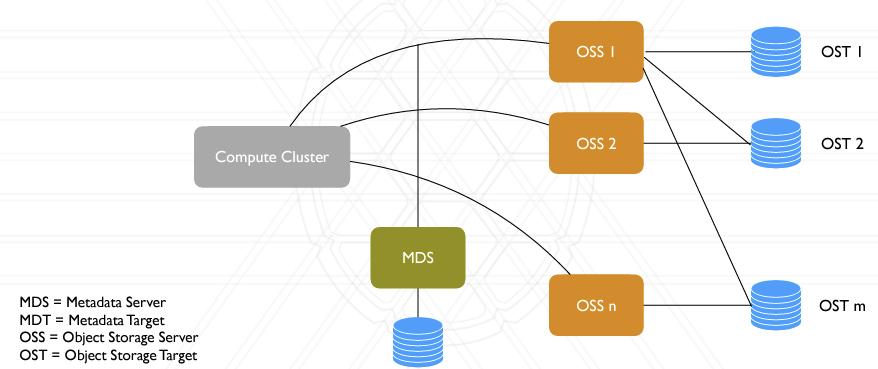 OSS 1
OST 1
OSS 2
OST 2
Compute Cluster
MDS
OSS n
OST m
MDS = Metadata Server
MDT = Metadata Target
OSS = Object Storage Server
OST = Object Storage Target